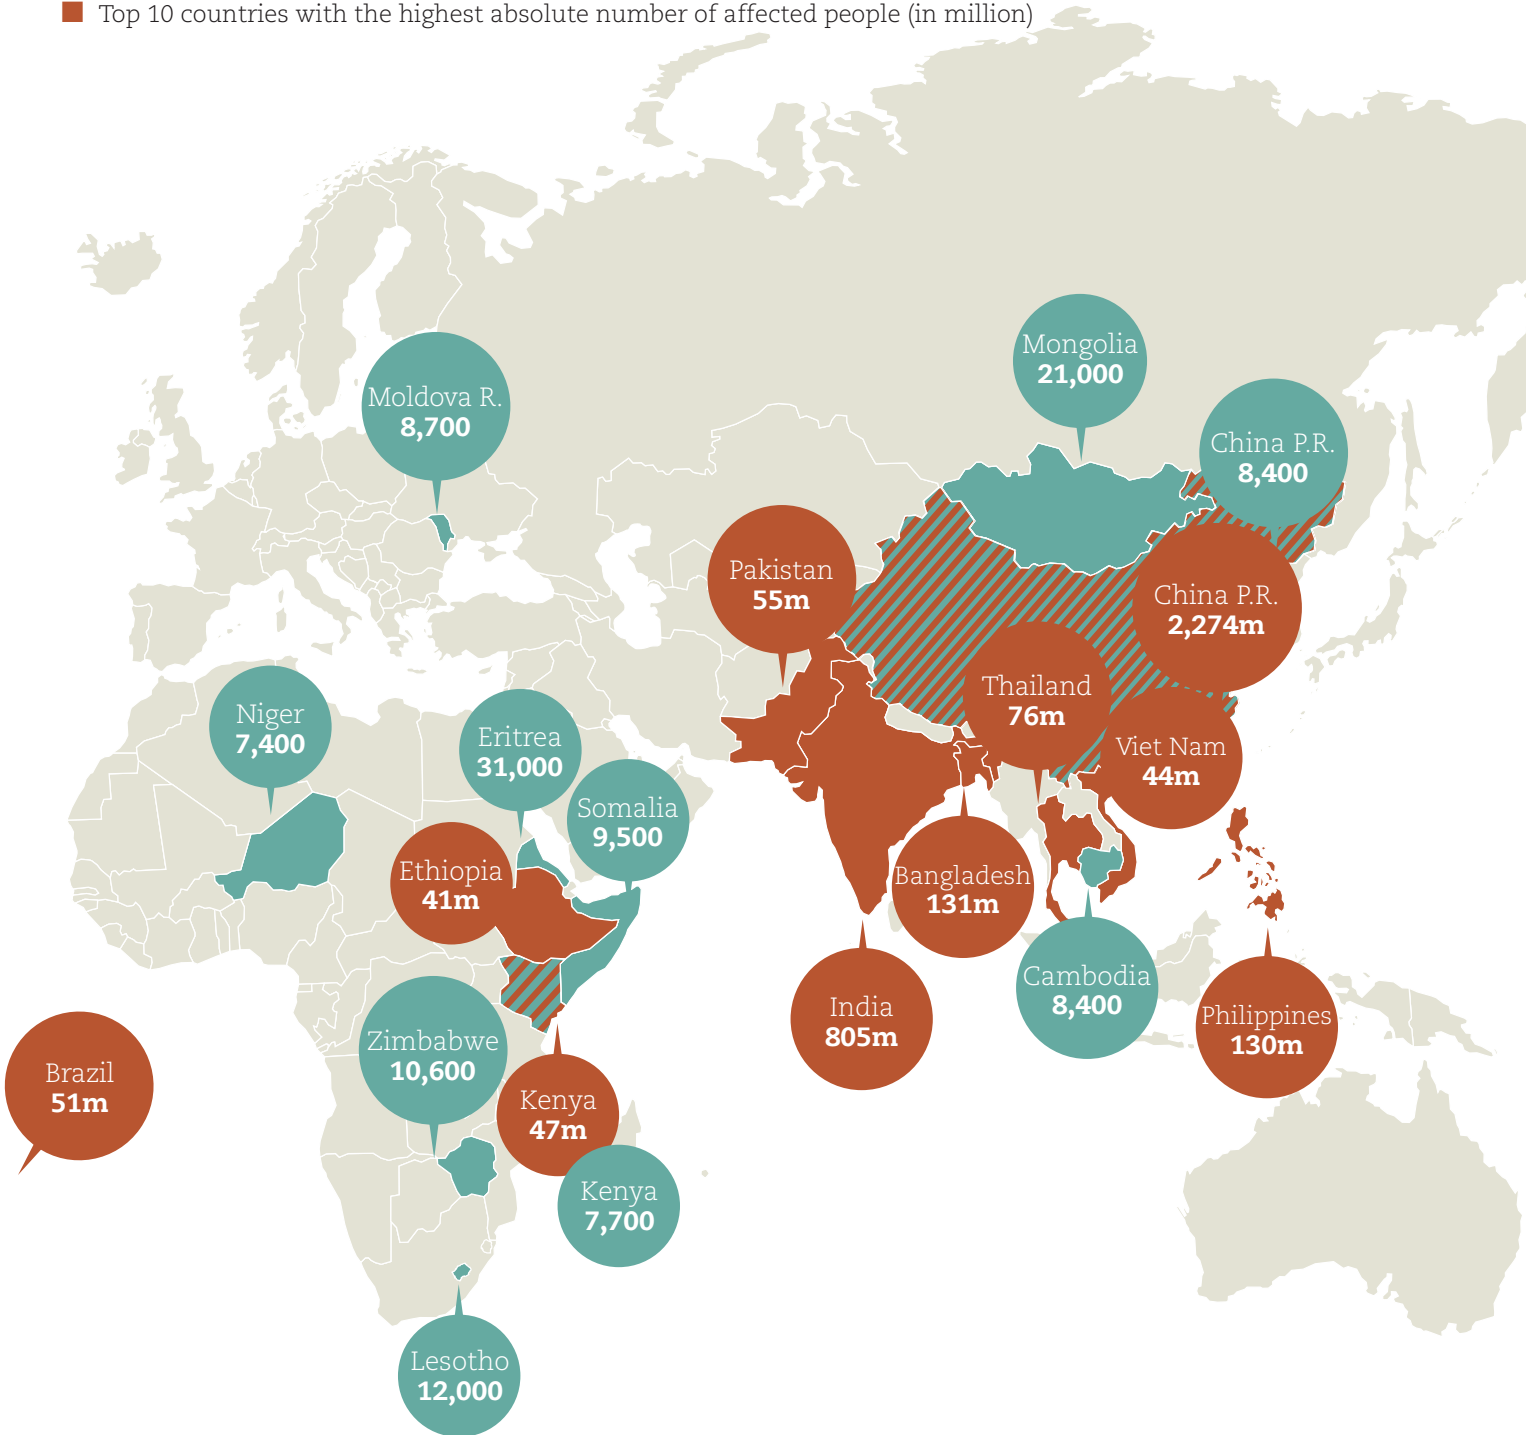 Top 10 countries with the highest absolute number of affected people (in million)
Mongolia
21,000
Moldova R.
8,700
China P.R.
8,400
Pakistan
55m
China P.R.
2,274m
Thailand
76m
Niger
7,400
Eritrea
31,000
Viet Nam
44m
Somalia
9,500
Ethiopia
41m
Bangladesh
131m
Cambodia
8,400
India
805m
Philippines
130m
Zimbabwe
10,600
Brazil
51m
Kenya
47m
Kenya
7,700
Lesotho
12,000